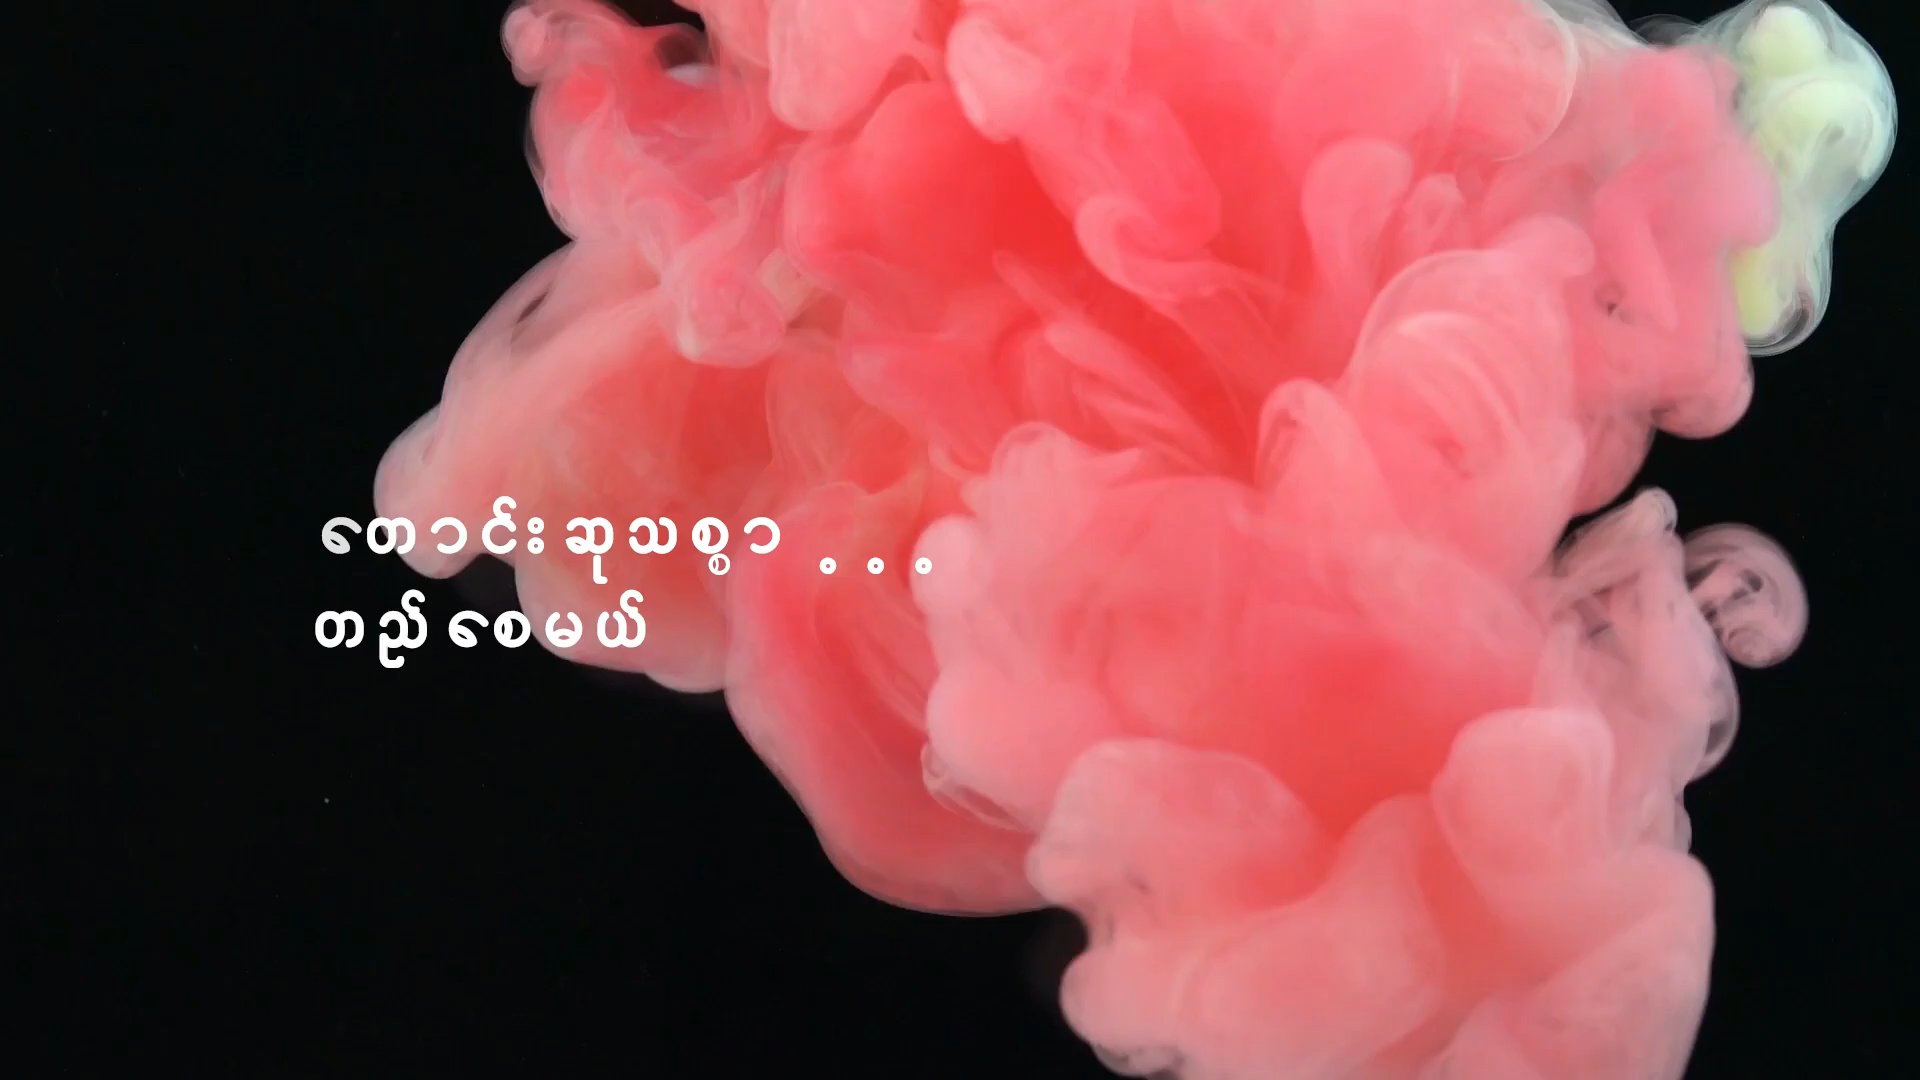 တောင်းဆုသစ္စာ . . .
တည်စေမယ်